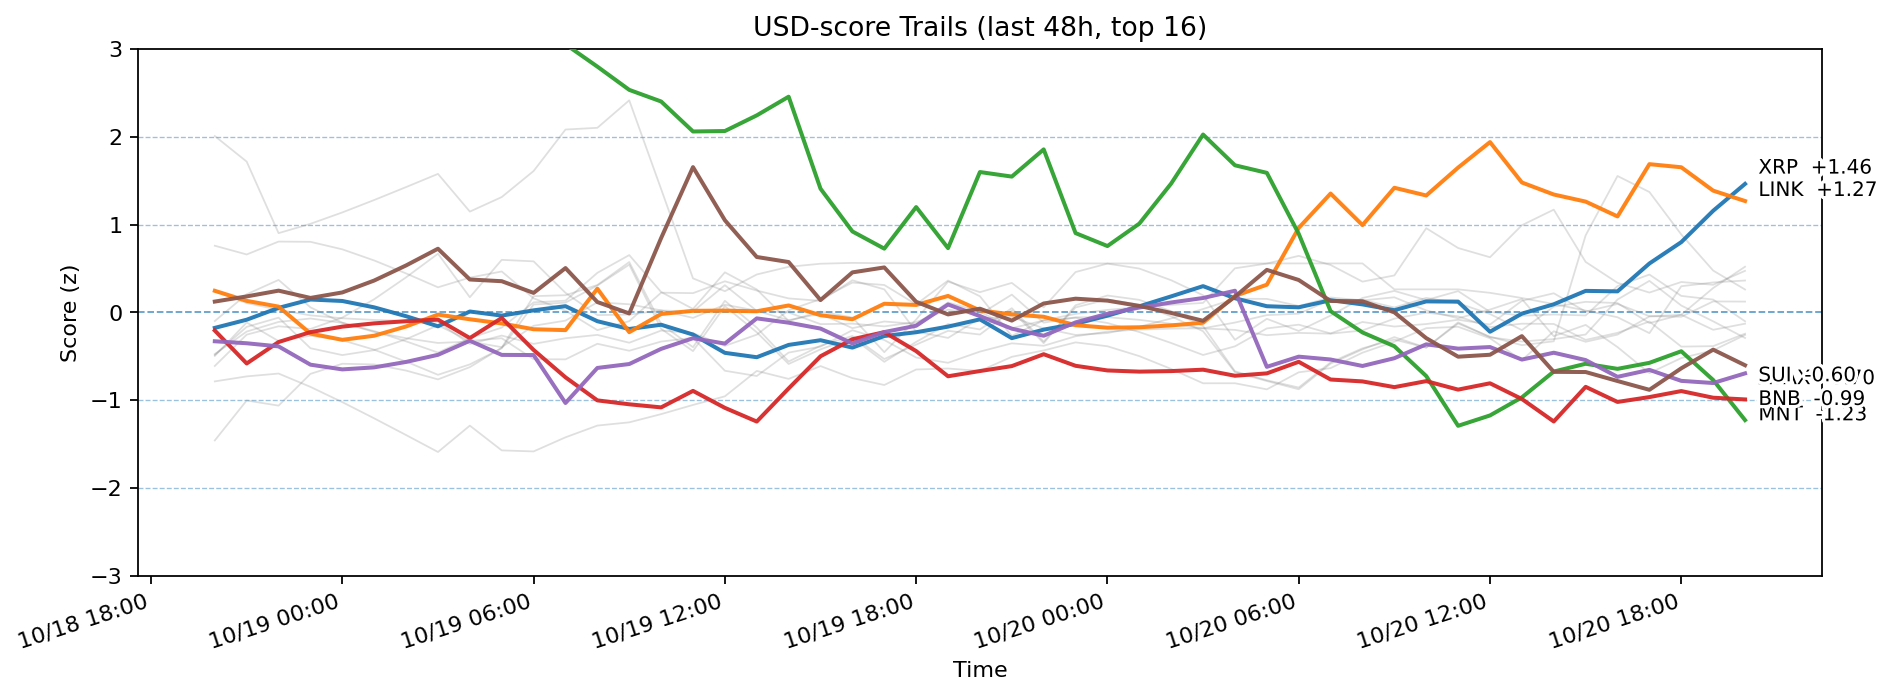 USD-score Trails (last 48h, top 16)
Score (z)
3
2
1
0
−1
−2
−3
XRP +1.46
LINK +1.27
SUI -0.60
BNB -0.99
MNT -1.23
10/18 18:00
10/19 00:00
10/19 06:00
10/19 12:00
10/19 18:00
10/20 00:00
10/20 06:00
10/20 12:00
10/20 18:00
Time